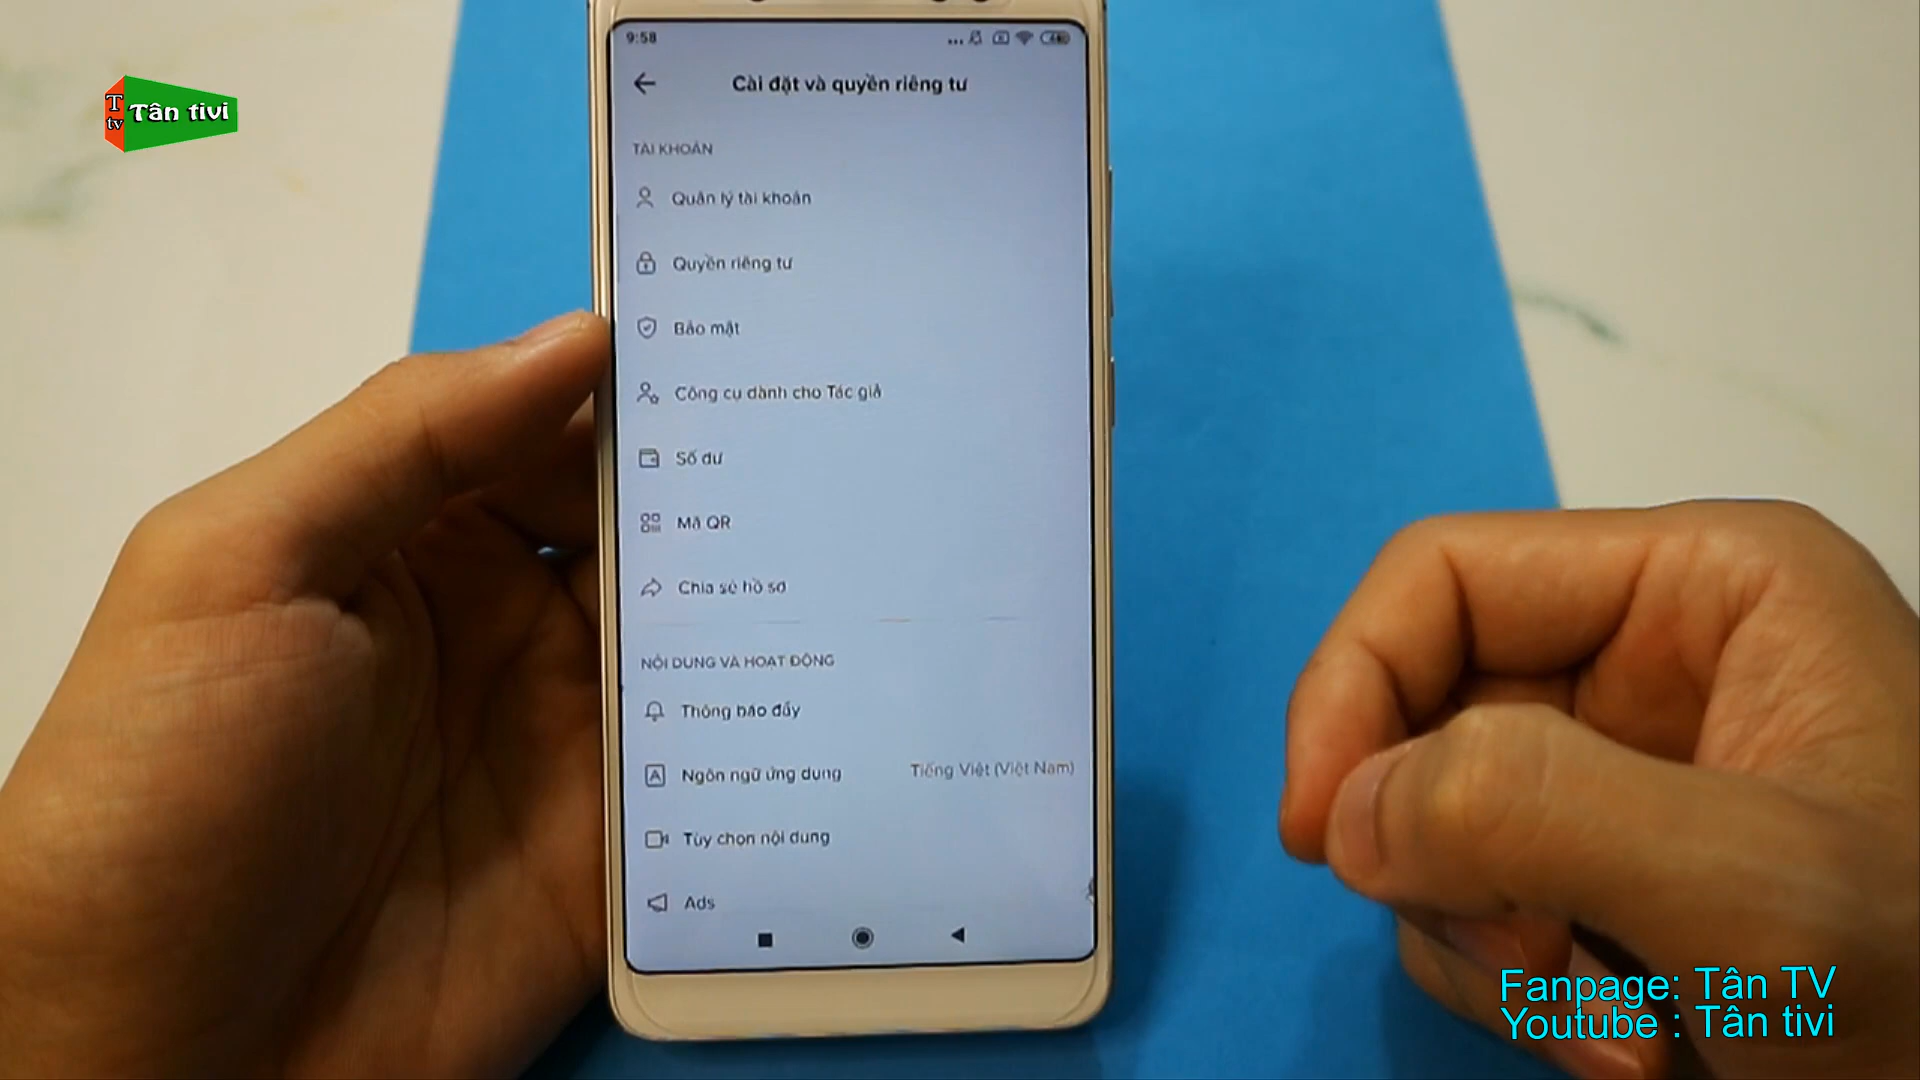 T
tv
Tân tivi
9:58
Cài đặt và quyền riêng tư
TÀI KHOẢN
Quản lý tài khoản
Quyền riêng tư
Bảo mật
Công cụ dành cho Tác giả
Số dư
Mã QR
Chia sẻ hồ sơ
NỘI DUNG VÀ HOẠT ĐỘNG
Thông báo đẩy
Ngôn ngữ ứng dụng
Tiếng Việt (Việt Nam)
Tùy chọn nội dung
Ads
Fanpage: Tân TV
Youtube : Tân tivi